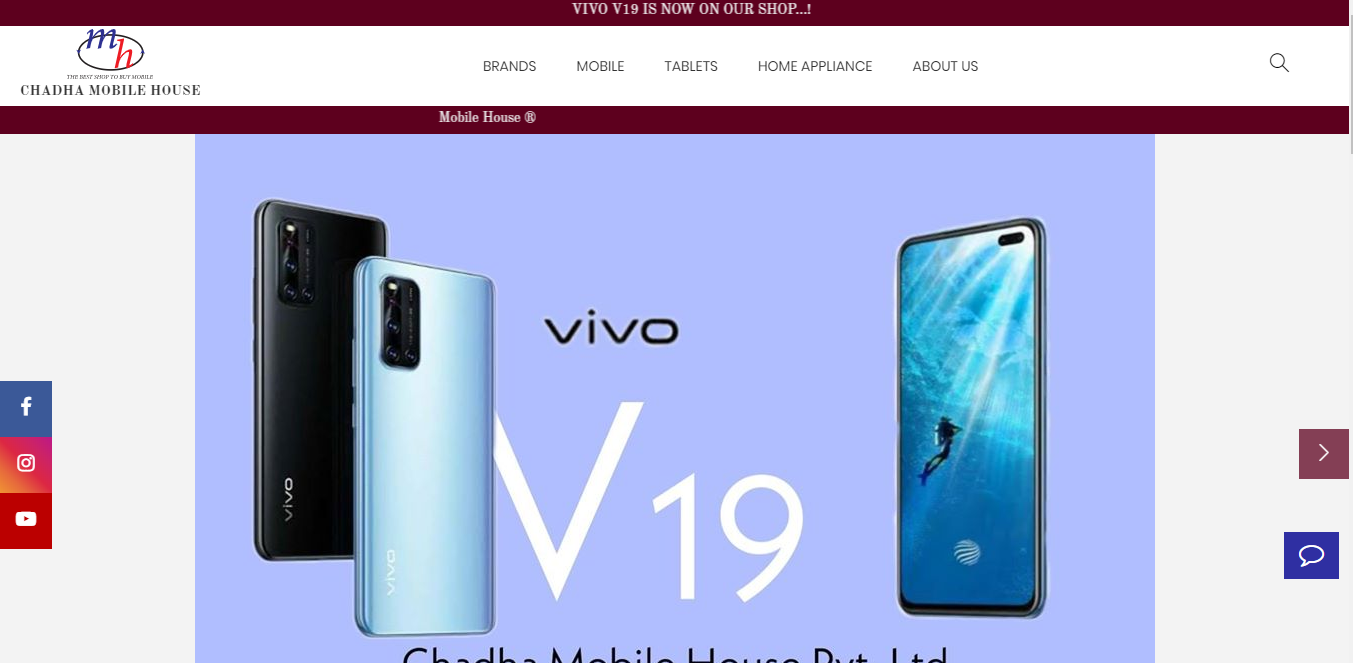 VIVO V19 IS NOW ON OUR SHOP...!
mh
THE BEST SHOP TO BUY MOBILE
CHADHA MOBILE HOUSE
BRANDS MOBILE TABLETS HOME APPLIANCE ABOUT US
Mobile House ®
vivo
V19
vivo
vivo
Chadha Mobile House Pvt. Ltd